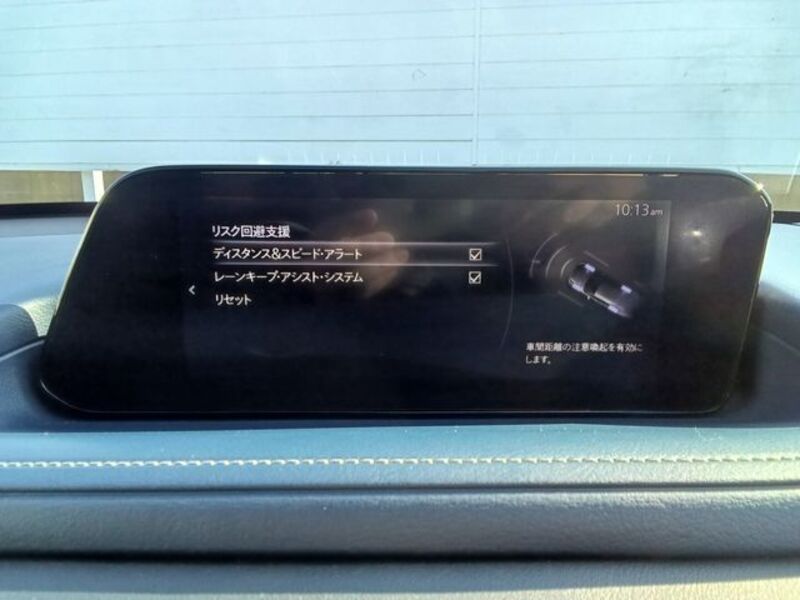 10:13am
リスク回避支援
ディスタンス&スピード・アラート
レーンキープ・アシスト・システム
リセット
車間距離の注意喚起を有効に
します。